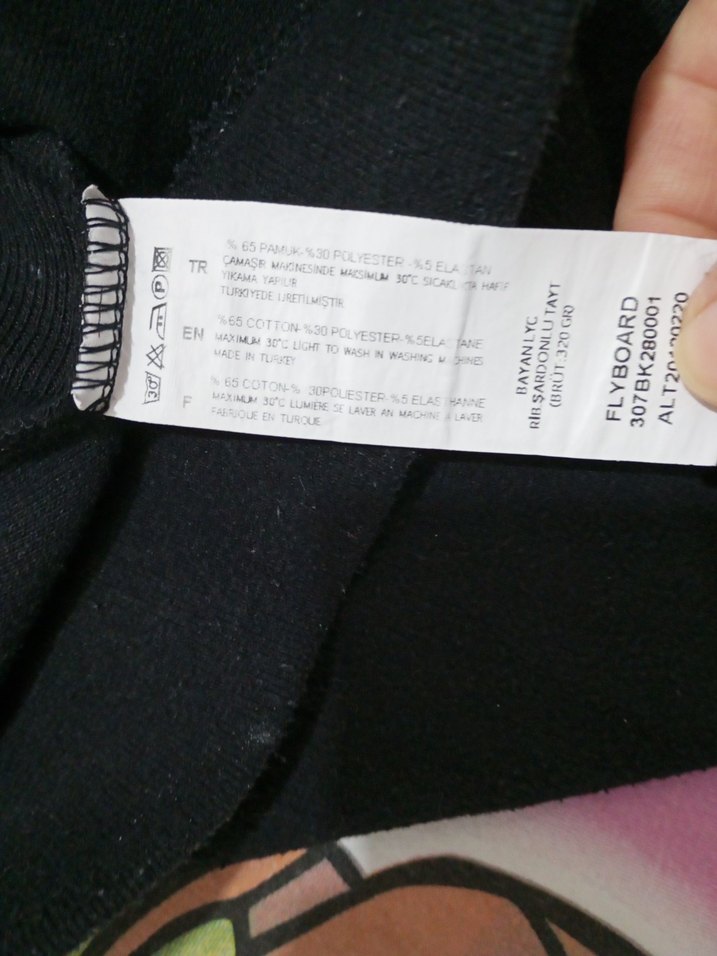 30°
P
TR
% 65 PAMUK-%30 POLYESTER -%5 ELASTAN
ÇAMAŞIR MAKİNESİNDE MAKSİMUM 30°C SICAKLIKTA HAFİF
YIKAMA YAPILIR
TÜRKİYEDE ÜRETİLMİŞTİR
EN
%65 COTTON-%30 POLYESTER-%5ELASTANE
MAXIMUM 30°C LIGHT TO WASH IN WASHING MACHINES
MADE IN TURKEY
F
% 65 COTON-% 30POLIESTER-%5 ELASTHANNE
MAXIMUM 30°C LUMIERE SE LAVER AN MACHINE A LAVER
FABRIQUE EN TURQUIE
BAYAN LYC
RİB ŞARDONLU TAYT
(BRÜT:320 GR)
FLYBOARD
307BK280001